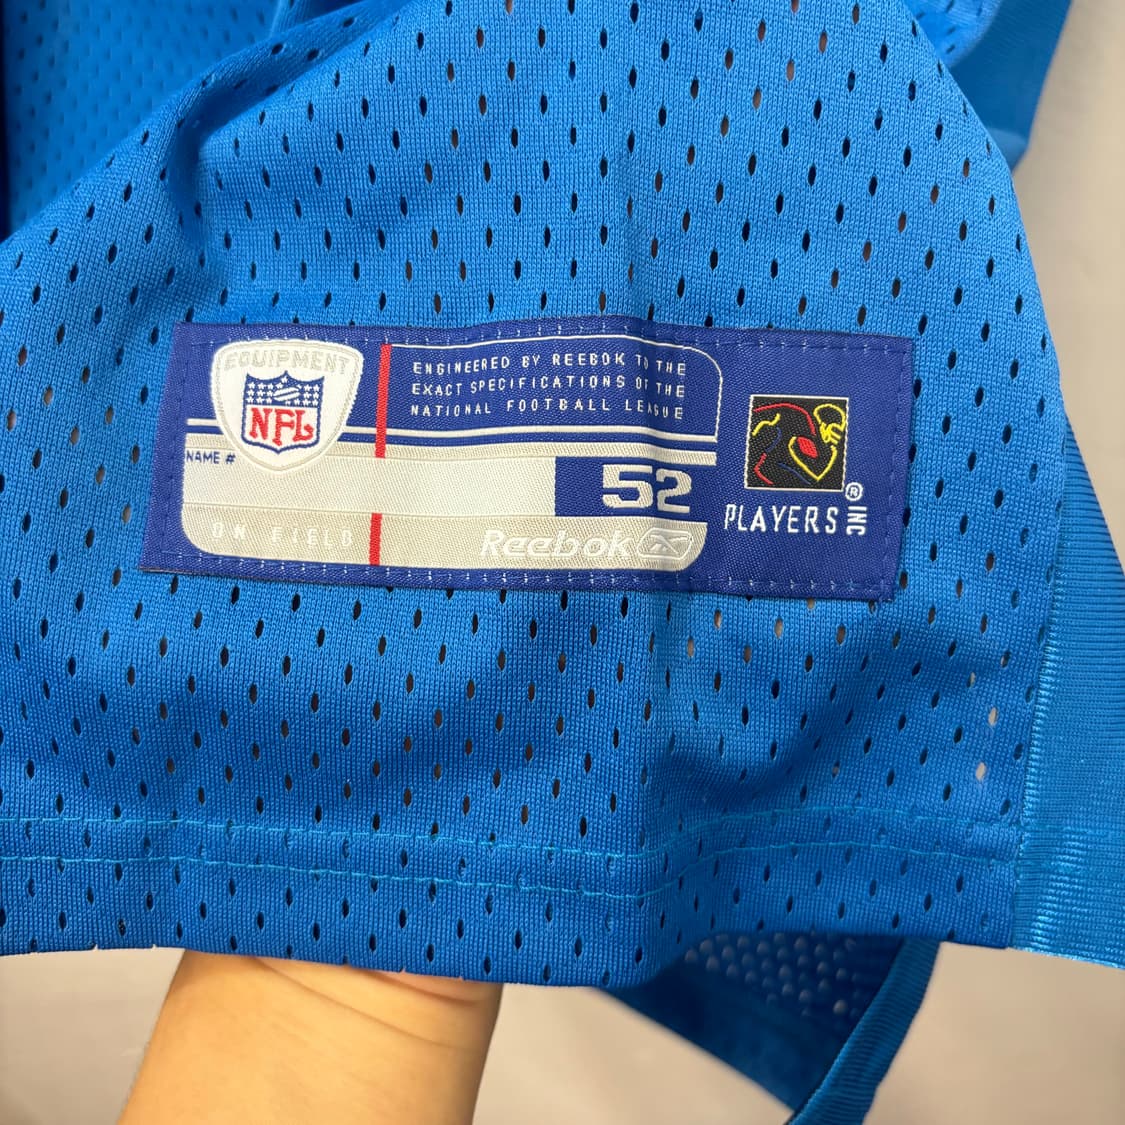 EQUIPMENT
NFL
ENGINEERED BY REEBOK TO THE
EXACT SPECIFICATIONS OF THE
NATIONAL FOOTBALL LEAGUE
NAME #
52
ON FIELD
Reebok
PLAYERS INC®